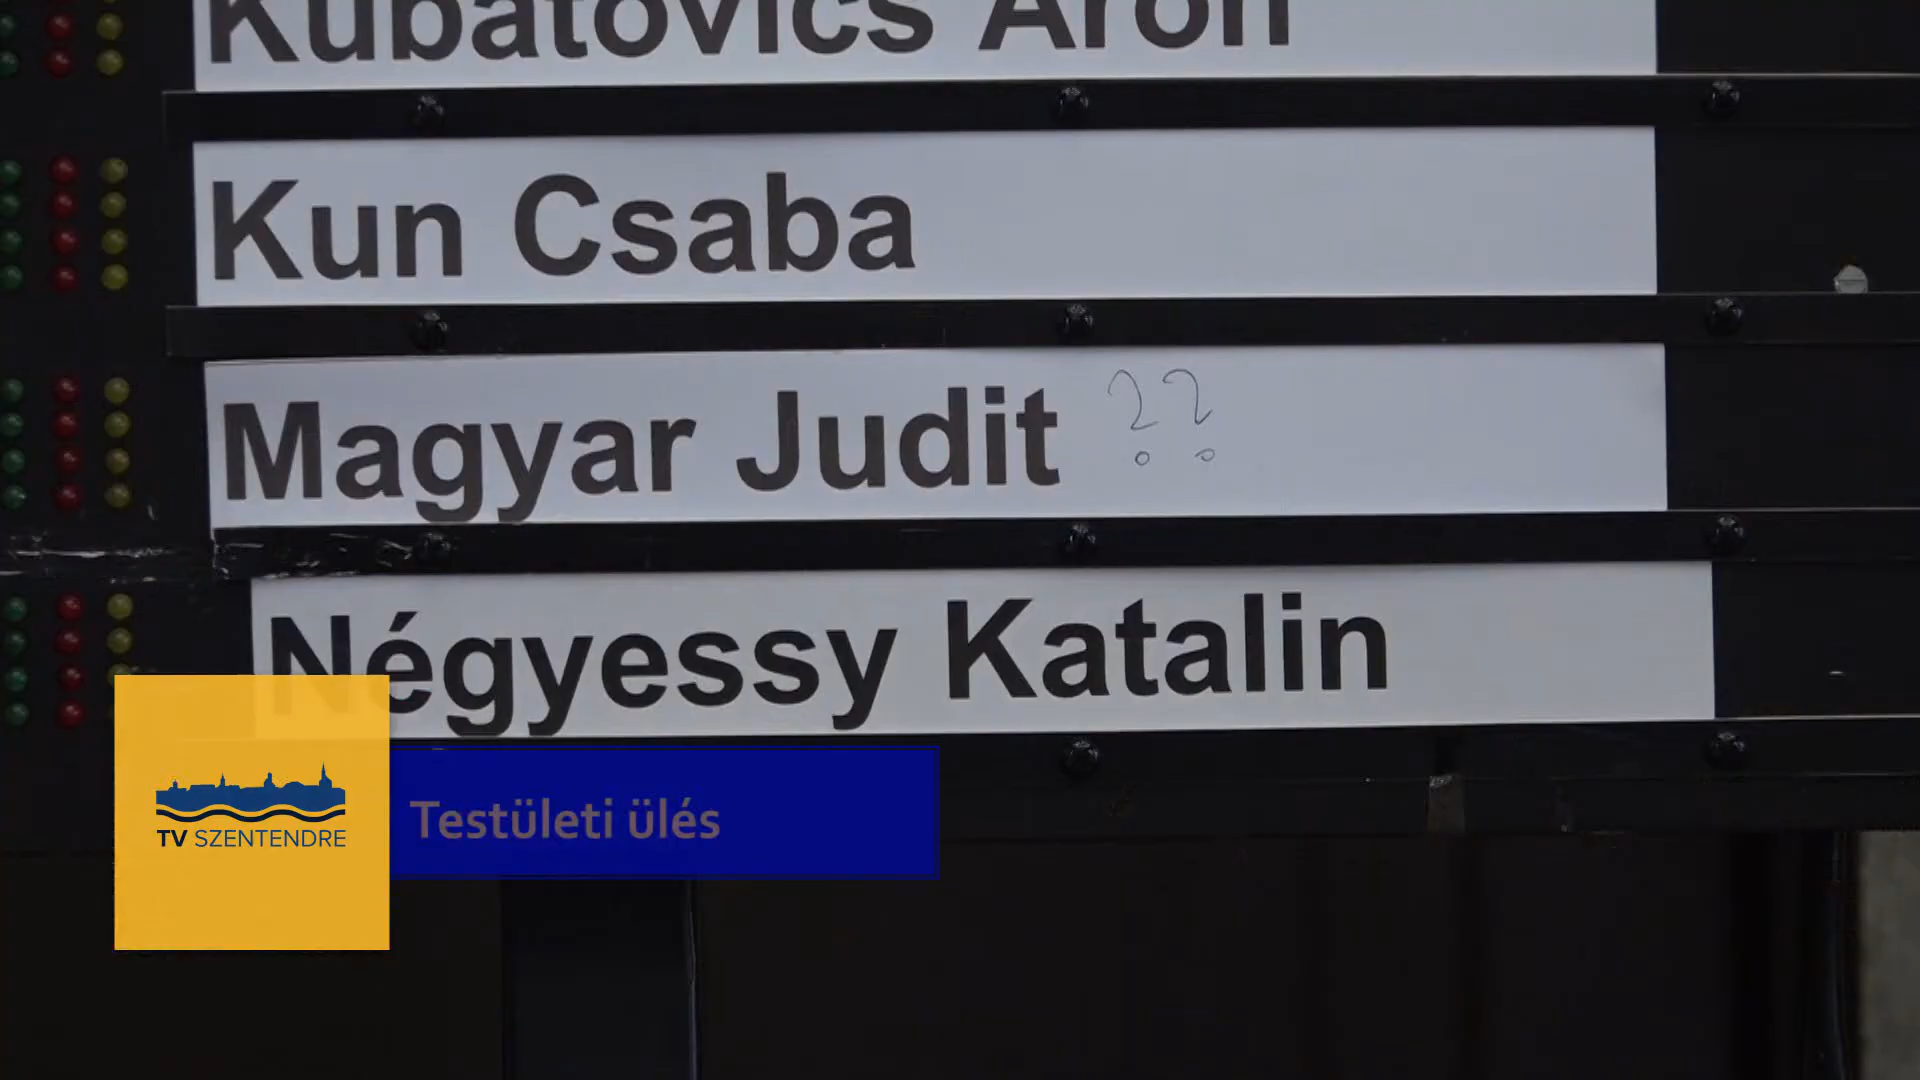 Kubatovics Áron
Kun Csaba
Magyar Judit ??
Négyessy Katalin
Testületi ülés
TV SZENTENDRE